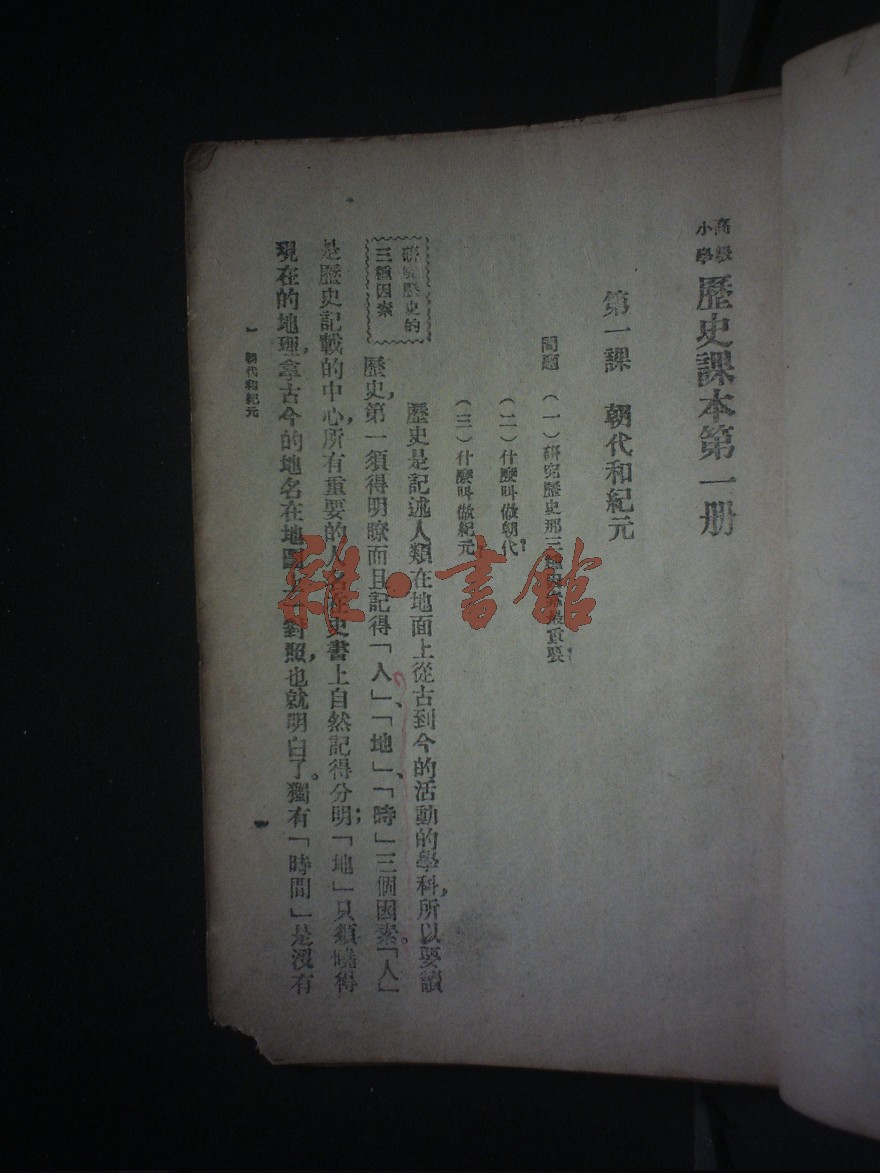 高級小學 歷史課本第一册
第一課　朝代和紀元
問題 （一）研究歷史那三種因素最重要？
（二）什麼叫做朝代？
（三）什麼叫做紀元？
歷史是記述人類在地面上從古到今的活動的學科，所以要讀
研究歷史的
三種因素
歷史，第一須得明瞭而且記得「人」、「地」、「時」三個因素。「人」
是歷史記載的中心，所有重要的人名歷史書上自然記得分明；「地」只須曉得
現在的地理，拿古今的地名在地圖上對照，也就明白了。獨有「時間」是沒有
一　朝代和紀元
雜·書館